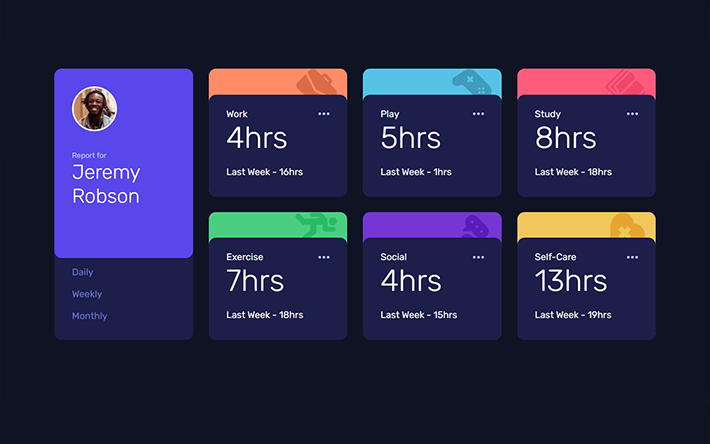 Report for
Jeremy
Robson
Daily
Weekly
Monthly
Work
4hrs
Last Week - 16hrs
Play
5hrs
Last Week - 1hrs
Study
8hrs
Last Week - 18hrs
Exercise
7hrs
Last Week - 18hrs
Social
4hrs
Last Week - 15hrs
Self-Care
13hrs
Last Week - 19hrs